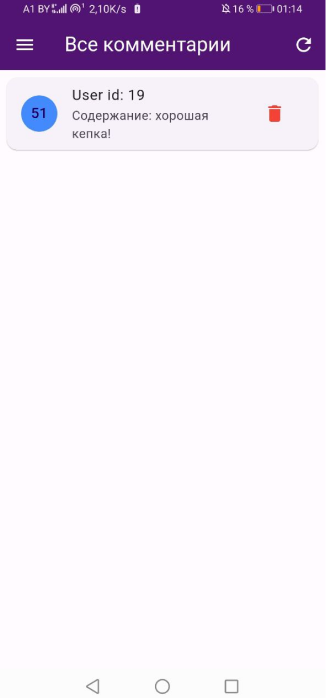 A1 BY 2,10K/s 16 % 01:14
Все комментарии
51
User id: 19
Содержание: хорошая
кепка!